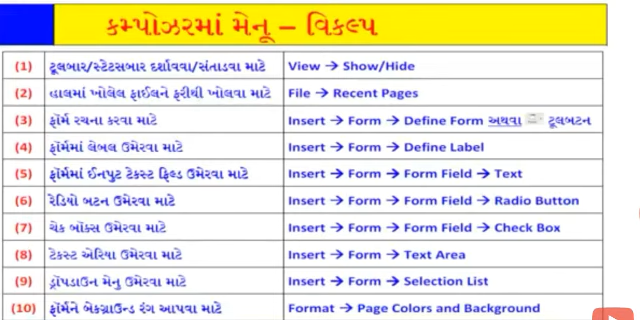 કમ્પોઝરમાં મેનૂ – વિકલ્પ
(1) ટૂલબાર/સ્ટેટસબાર દર્શાવવા/સંતાડવા માટે View → Show/Hide
(2) હાલમાં ખોલેલ ફાઈલને ફરીથી ખોલવા માટે File → Recent Pages
(3) ફૉર્મ રચના કરવા માટે Insert → Form → Define Form અથવા ટૂલબટન
(4) ફૉર્મમાં લેબલ ઉમેરવા માટે Insert → Form → Define Label
(5) ફૉર્મમાં ઈનપુટ ટેકસ્ટ ફિલ્ડ ઉમેરવા માટે Insert → Form → Form Field → Text
(6) રેડિયો બટન ઉમેરવા માટે Insert → Form → Form Field → Radio Button
(7) ચેક બૉક્સ ઉમેરવા માટે Insert → Form → Form Field → Check Box
(8) ટેકસ્ટ એરિયા ઉમેરવા માટે Insert → Form → Text Area
(9) ડ્રૉપડાઉન મેનુ ઉમેરવા માટે Insert → Form → Selection List
(10) ફૉર્મને બેકગ્રાઉન્ડ રંગ આપવા માટે Format → Page Colors and Background